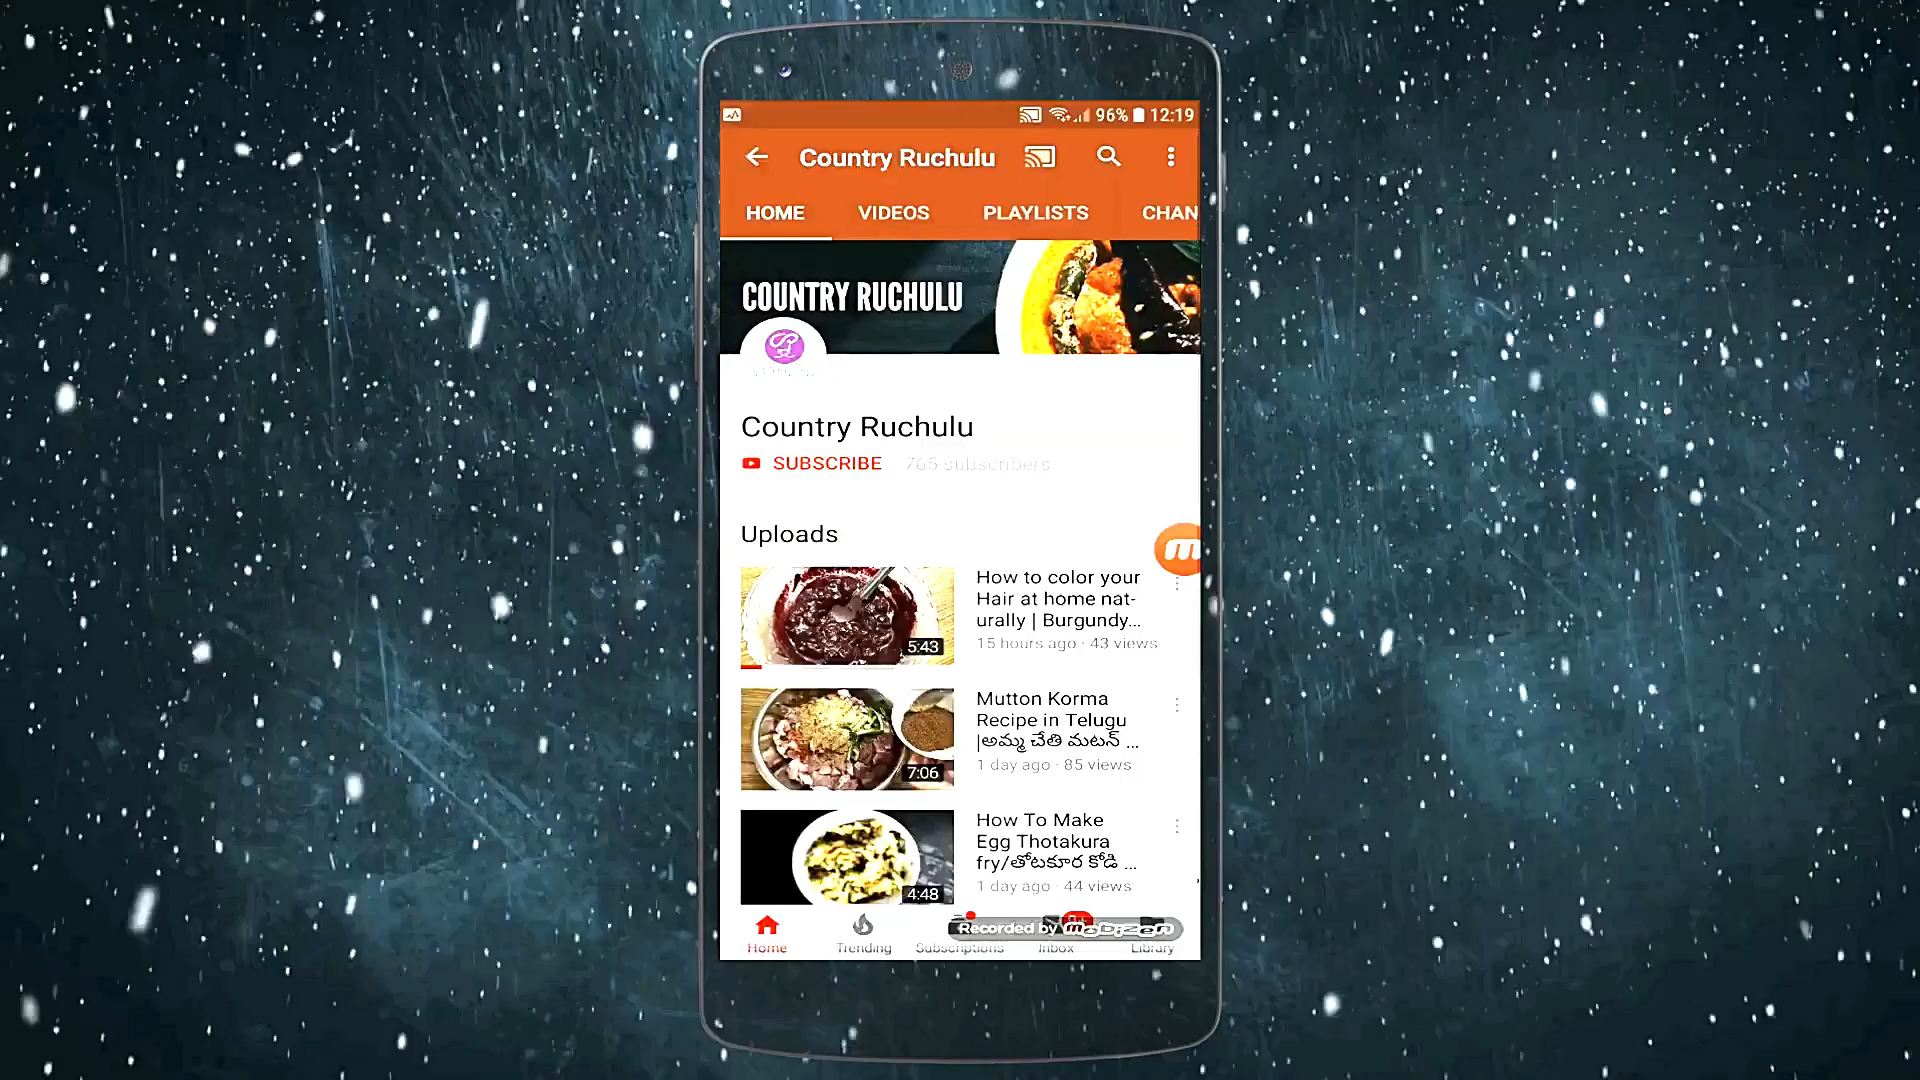 96% 12:19
Country Ruchulu
HOME VIDEOS PLAYLISTS CHAN
COUNTRY RUCHULU
Country Ruchulu
SUBSCRIBE 765 subscribers
Uploads
How to color your
Hair at home nat-
urally | Burgundy...
15 hours ago · 43 views
5:43
Mutton Korma
Recipe in Telugu
|అమ్మ చేతి మటన్ ...
1 day ago · 85 views
7:06
How To Make
Egg Thotakura
fry/తోటకూర కోడి ...
1 day ago · 44 views
4:48
Recorded by MOBIZEN
Home Trending Subscriptions Inbox Library